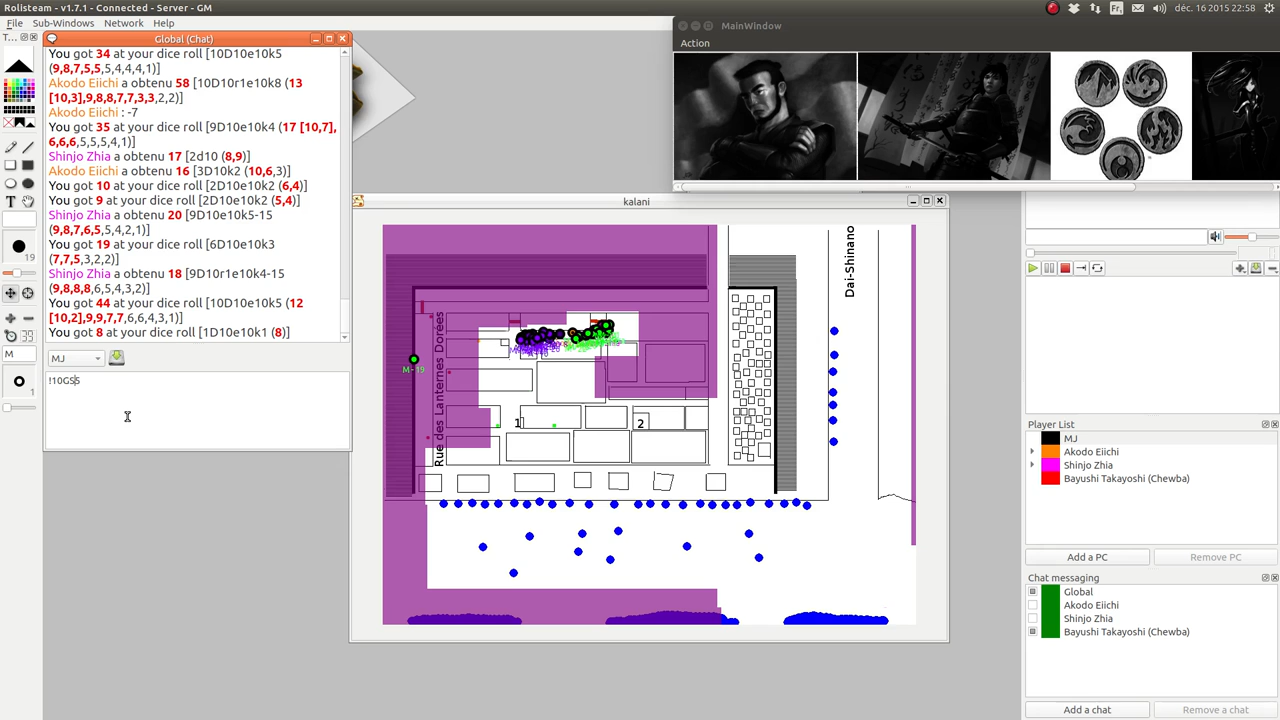 Rolisteam - v1.7.1 - Connected - Server - GM
Fr₁ déc. 16 2015 22:58
File Sub-Windows Network Help
T...
Global (Chat)
You got 34 at your dice roll [10D10e10k5
(9,8,7,5,5,5,4,4,4,1)]
Akodo Eiichi a obtenu 58 [10D10r1e10k8 (13
[10,3],9,8,8,7,7,3,3,2,2)]
Akodo Eiichi : -7
You got 35 at your dice roll [9D10e10k4 (17 [10,7],
6,6,6,5,5,5,4,1)]
Shinjo Zhia a obtenu 17 [2d10 (8,9)]
Akodo Eiichi a obtenu 16 [3D10k2 (10,6,3)]
You got 10 at your dice roll [2D10e10k2 (6,4)]
You got 9 at your dice roll [2D10e10k2 (5,4)]
Shinjo Zhia a obtenu 20 [9D10e10k5-15
(9,8,7,6,5,5,4,2,1)]
You got 19 at your dice roll [6D10e10k3
(7,7,5,3,2,2)]
Shinjo Zhia a obtenu 18 [9D10r1e10k4-15
(9,8,8,8,6,5,4,3,2)]
You got 44 at your dice roll [10D10e10k5 (12
[10,2],9,9,7,7,6,6,4,3,1)]
You got 8 at your dice roll [1D10e10k1 (8)]
MJ
!10G5S
19
M
1
MainWindow
Action
kalani
Rue des Lanternes Dorées
Dai-Shinano
M-19
1
2
Player List
MJ
Akodo Eiichi
Shinjo Zhia
Bayushi Takayoshi (Chewba)
Add a PC Remove PC
Chat messaging
Global
Akodo Eiichi
Shinjo Zhia
Bayushi Takayoshi (Chewba)
Add a chat Remove a chat